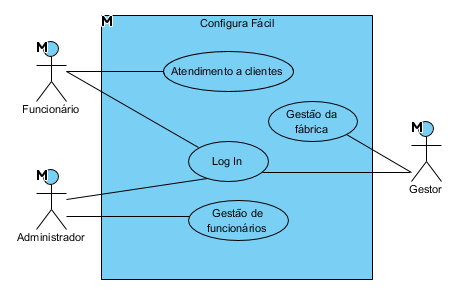 M
Configura Fácil
M
Funcionário
Atendimento a clientes
Gestão da
fábrica
M
Gestor
Log In
M
Administrador
Gestão de
funcionários